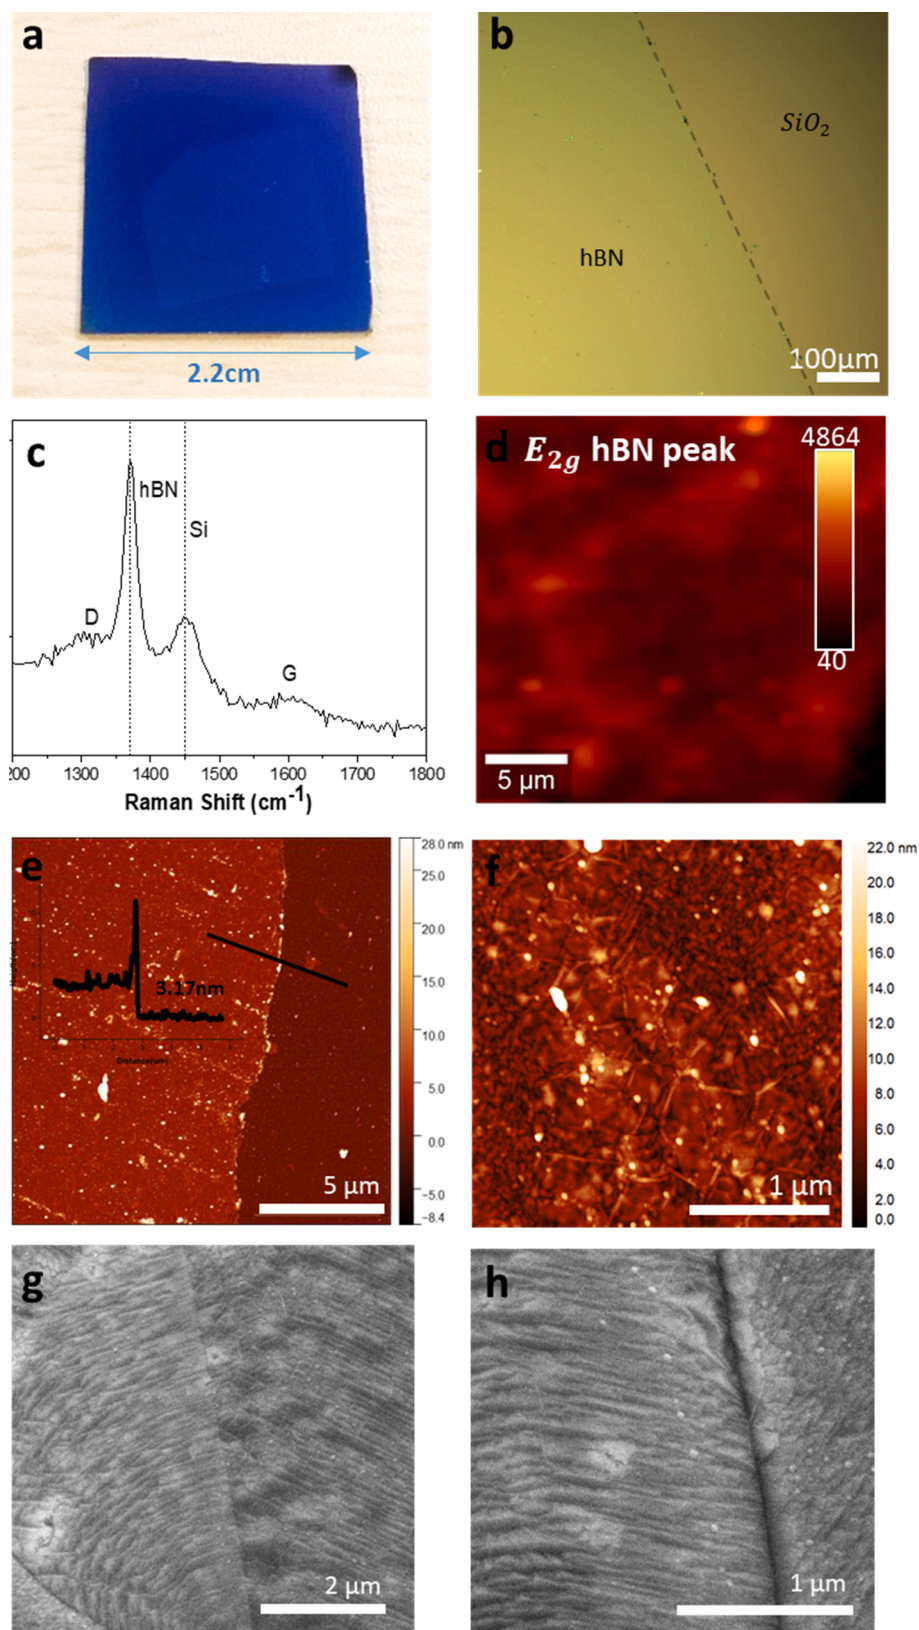 a
2.2cm
b
SiO₂
hBN
100μm
c
hBN
Si
D
G
200 1300 1400 1500 1600 1700 1800
Raman Shift (cm⁻¹)
d E₂g hBN peak
4864
40
5 μm
e
3.17nm
Distance(um)
5 μm
28.0 nm
25.0
20.0
15.0
10.0
5.0
0.0
−5.0
−8.4
f
1 μm
22.0 nm
20.0
18.0
16.0
14.0
12.0
10.0
8.0
6.0
4.0
2.0
0.0
g
2 μm
h
1 μm